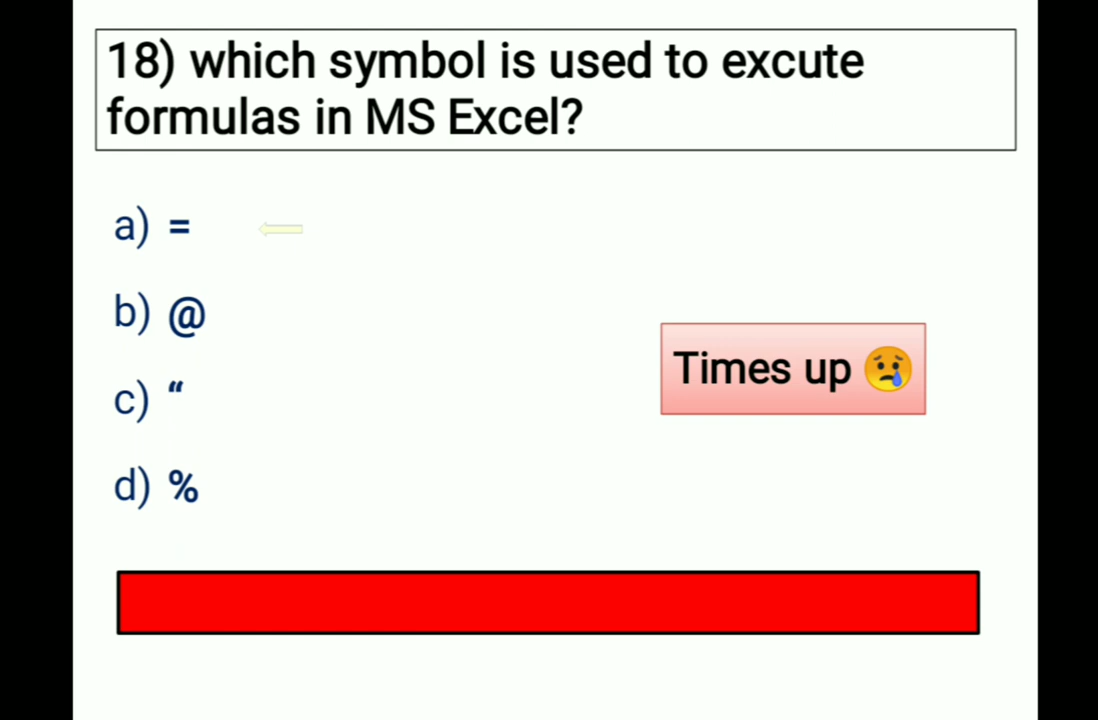 18) which symbol is used to excute
formulas in MS Excel?
a) =
b) @
c) “
d) %
Times up 😢